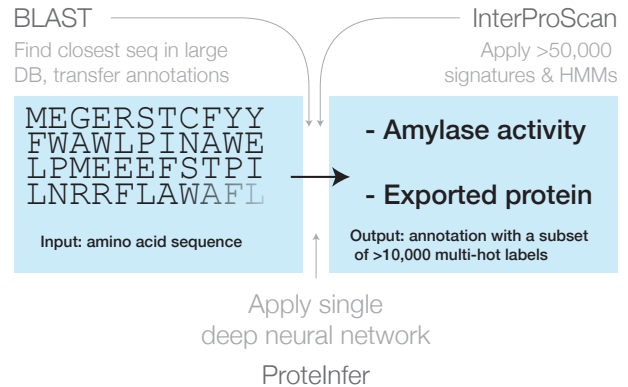 BLAST
Find closest seq in large
DB, transfer annotations
InterProScan
Apply >50,000
signatures & HMMs
MEGERSTCFYY
FWAWLPINAWE
LPMEEEFSTPI
LNRRFLAWAFL
Input: amino acid sequence
- Amylase activity
- Exported protein
Output: annotation with a subset
of >10,000 multi-hot labels
Apply single
deep neural network
ProteInfer